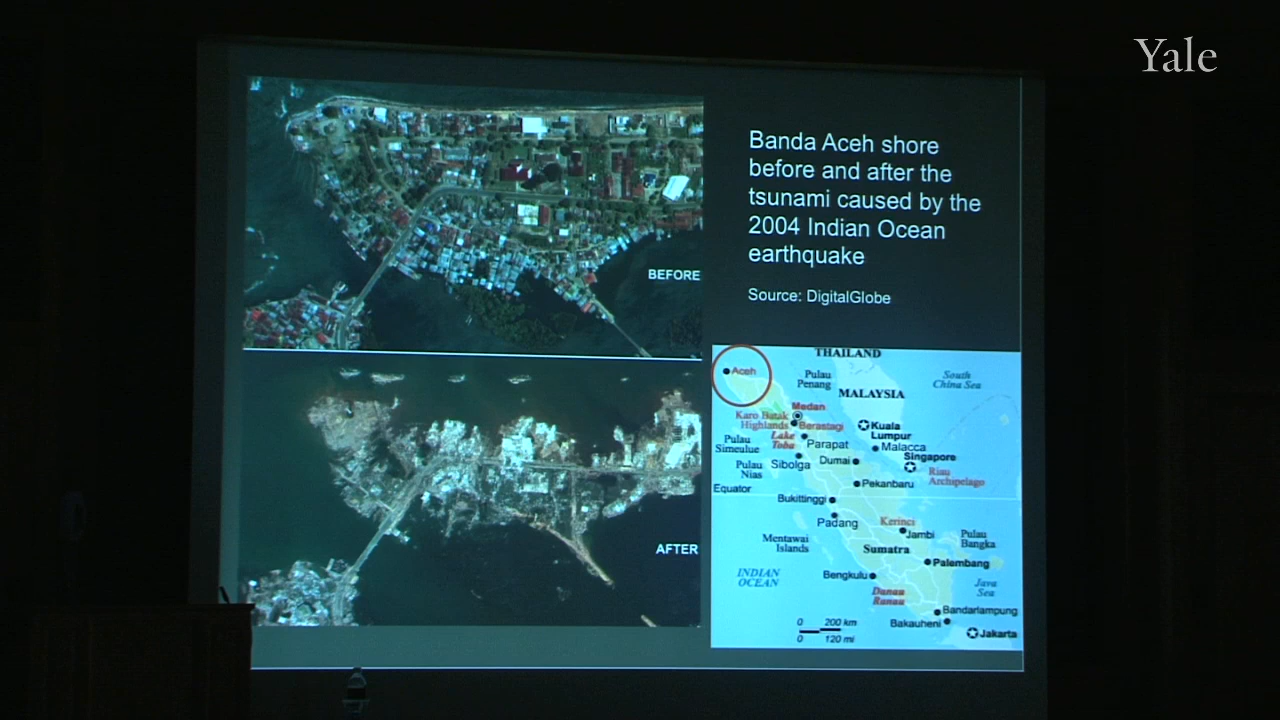 Yale
Banda Aceh shore
before and after the
tsunami caused by the
2004 Indian Ocean
earthquake
Source: DigitalGlobe
BEFORE
AFTER
THAILAND
Aceh
Pulau
Penang
South
China Sea
MALAYSIA
Medan
Karo Batak
Highlands
Berastagi
Kuala
Lumpur
Lake
Toba
Parapat
Malacca
Pulau
Simeulue
Singapore
Sibolga
Dumai
Pulau
Nias
Riau
Archipelago
Pekanbaru
Equator
Bukittinggi
Padang
Kerinci
Jambi
Mentawai
Islands
Pulau
Bangka
Sumatra
Palembang
INDIAN
OCEAN
Bengkulu
Java
Sea
Danau
Ranau
Bandarlampung
Bakauheni
Jakarta
0 200 km
0 120 mi